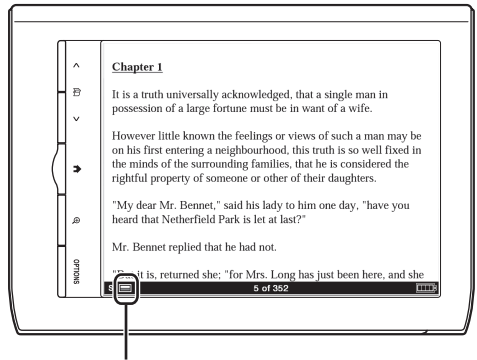 Chapter 1
It is a truth universally acknowledged, that a single man in
possession of a large fortune must be in want of a wife.
However little known the feelings or views of such a man may be
on his first entering a neighbourhood, this truth is so well fixed in
the minds of the surrounding families, that he is considered the
rightful property of someone or other of their daughters.
"My dear Mr. Bennet," said his lady to him one day, "have you
heard that Netherfield Park is let at last?"
Mr. Bennet replied that he had not.
"But it is, returned she; "for Mrs. Long has just been here, and she
S
5 of 352
OPTIONS